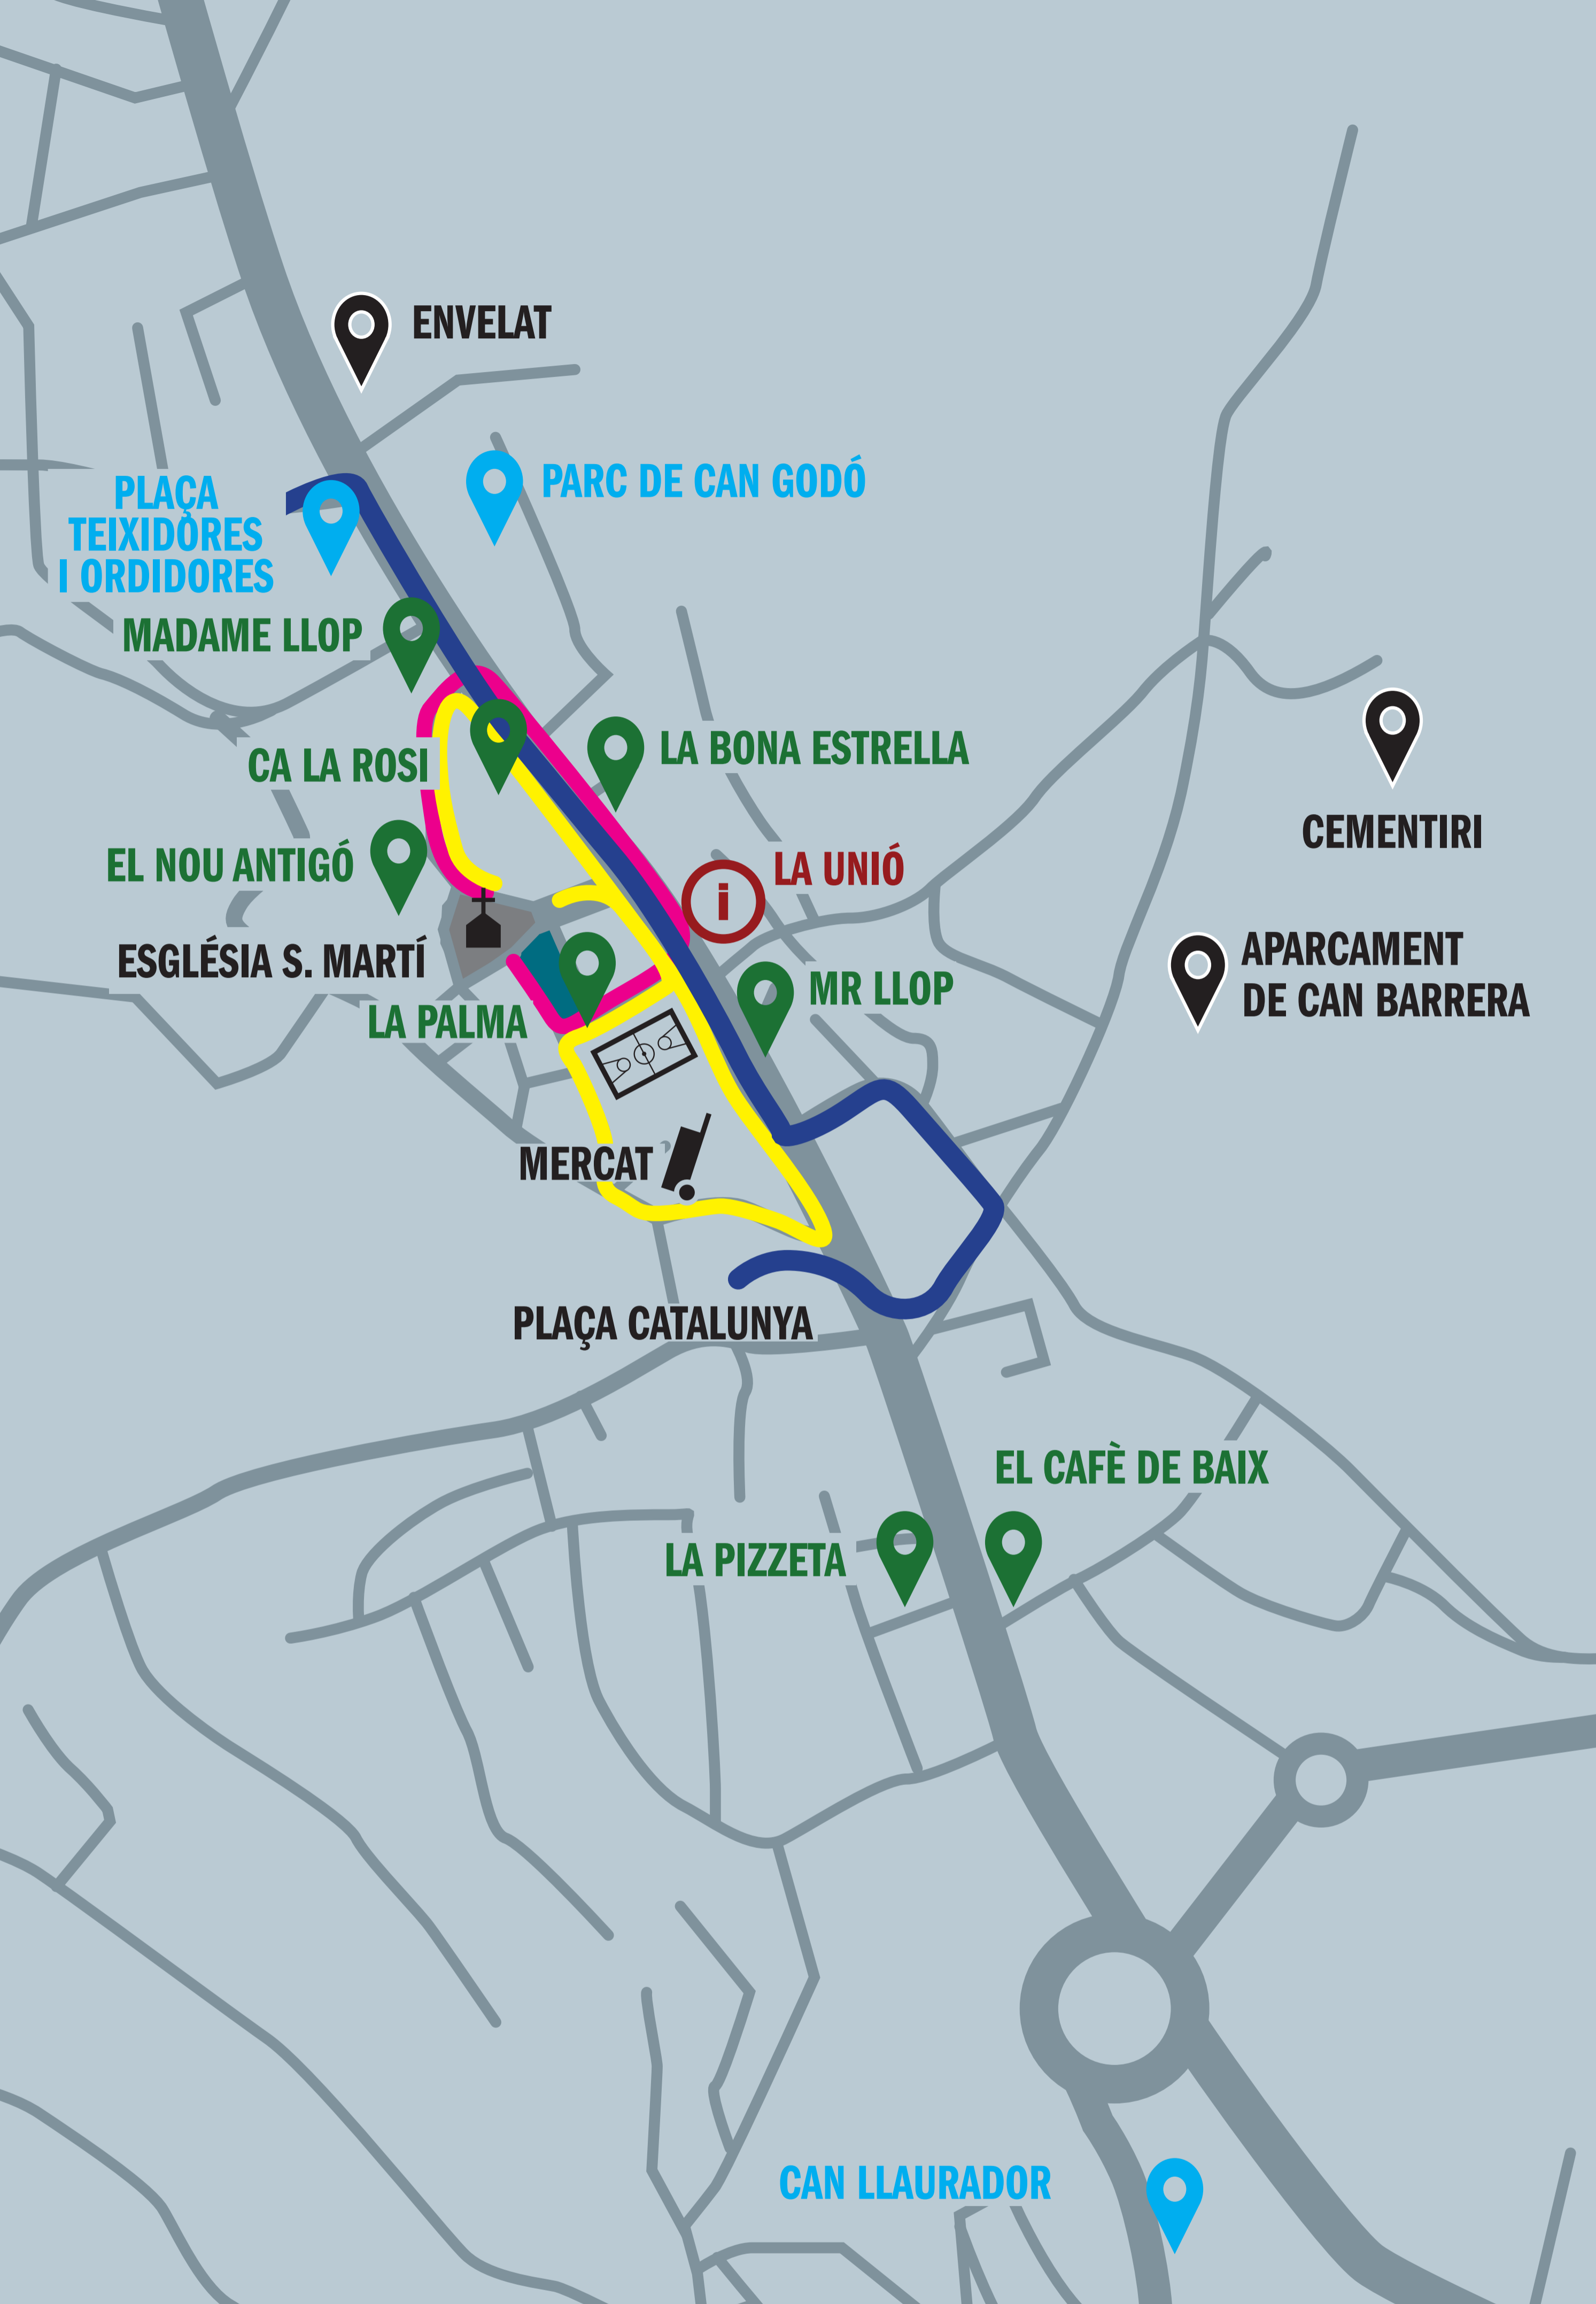 ENVELAT
PARC DE CAN GODÓ
PLAÇA
TEIXIDORES
I ORDIDORES
MADAME LLOP
CA LA ROSI
LA BONA ESTRELLA
CEMENTIRI
EL NOU ANTIGÓ
LA UNIÓ
i
ESGLÉSIA S. MARTÍ
APARCAMENT
DE CAN BARRERA
MR LLOP
LA PALMA
MERCAT
PLAÇA CATALUNYA
EL CAFÈ DE BAIX
LA PIZZETA
CAN LLAURADOR